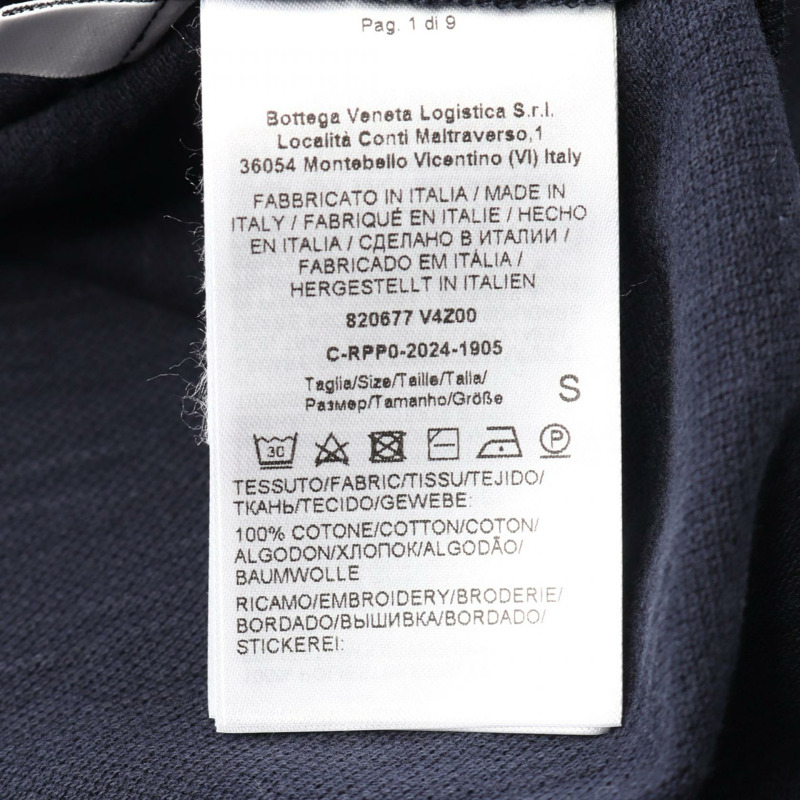 Pag. 1 di 9
Bottega Veneta Logistica S.r.l.
Località Conti Maltraverso,1
36054 Montebello Vicentino (VI) Italy
FABBRICATO IN ITALIA / MADE IN
ITALY / FABRIQUÉ EN ITALIE / HECHO
EN ITALIA / СДЕЛАНО В ИТАЛИИ /
FABRICADO EM ITÁLIA /
HERGESTELLT IN ITALIEN
820677 V4Z00
C-RPP0-2024-1905
Taglia/Size/Taille/Talla/
Размер/Tamanho/Größe S
30 P
TESSUTO/FABRIC/TISSU/TEJIDO/
ТКАНЬ/TECIDO/GEWEBE:
100% COTONE/COTTON/COTON/
ALGODON/ХЛОПОК/ALGODÃO/
BAUMWOLLE
RICAMO/EMBROIDERY/BRODERIE/
BORDADO/ВЫШИВКА/BORDADO/
STICKEREI: